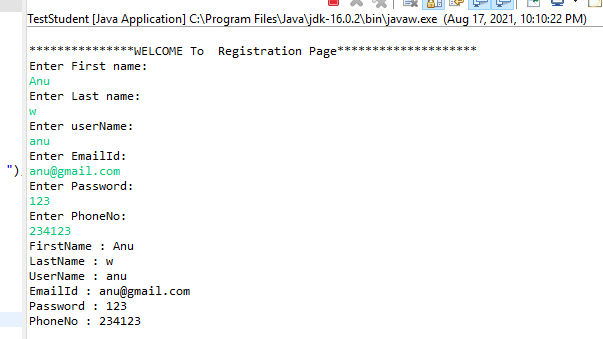 TestStudent [Java Application] C:\Program Files\Java\jdk-16.0.2\bin\javaw.exe  (Aug 17, 2021, 10:10:22 PM)
***************WELCOME To  Registration Page********************
Enter First name:
Anu
Enter Last name:
w
Enter userName:
anu
Enter EmailId:
") anu@gmail.com
Enter Password:
123
Enter PhoneNo:
234123
FirstName : Anu
LastName : w
UserName : anu
EmailId : anu@gmail.com
Password : 123
PhoneNo : 234123